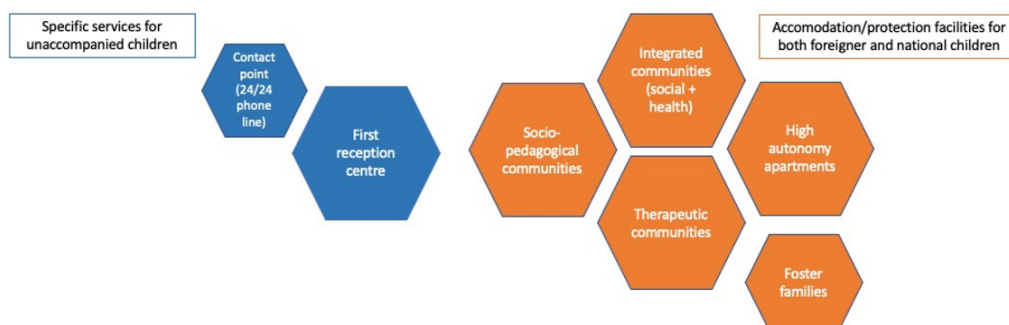 Specific services for
unaccompanied children
Contact
point
(24/24
phone
line)
First
reception
centre
Socio-
pedagogical
communities
Integrated
communities
(social +
health)
Therapeutic
communities
High
autonomy
apartments
Foster
families
Accomodation/protection facilities for
both foreigner and national children